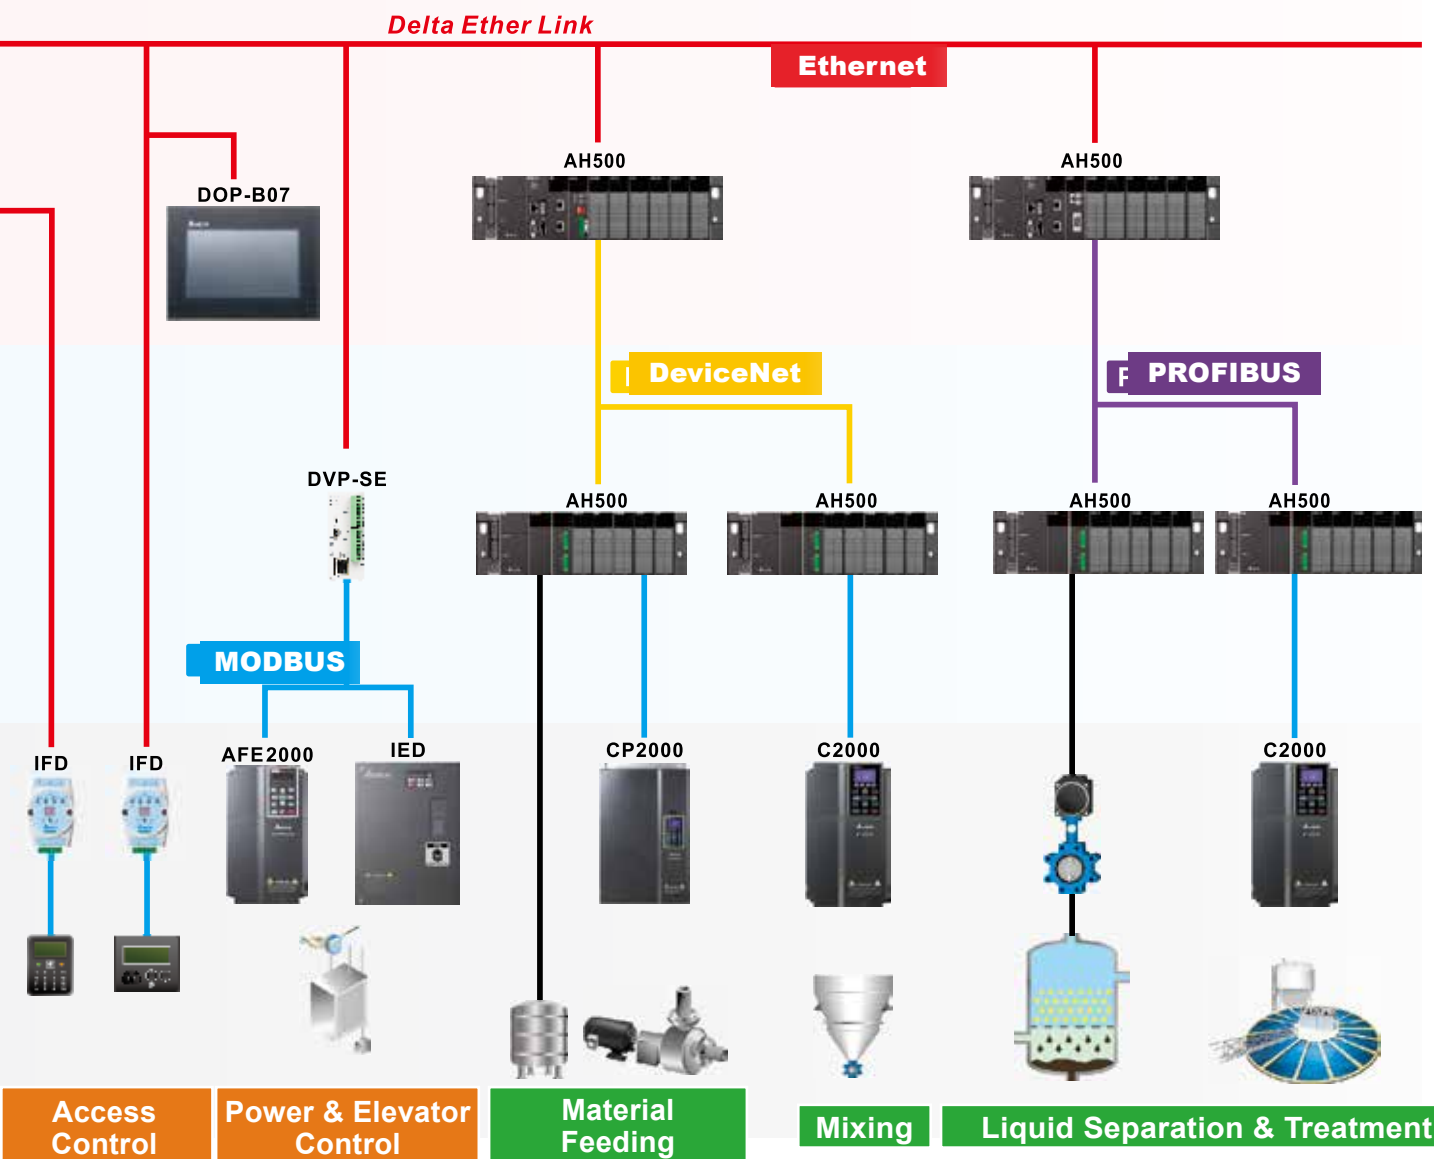 Delta Ether Link
Ethernet
AH500
AH500
DOP-B07
DeviceNet
PROFIBUS
DVP-SE
AH500
AH500
AH500
AH500
MODBUS
IFD
IFD
AFE2000
IED
CP2000
C2000
C2000
Access
Control
Power & Elevator
Control
Material
Feeding
Mixing
Liquid Separation & Treatment